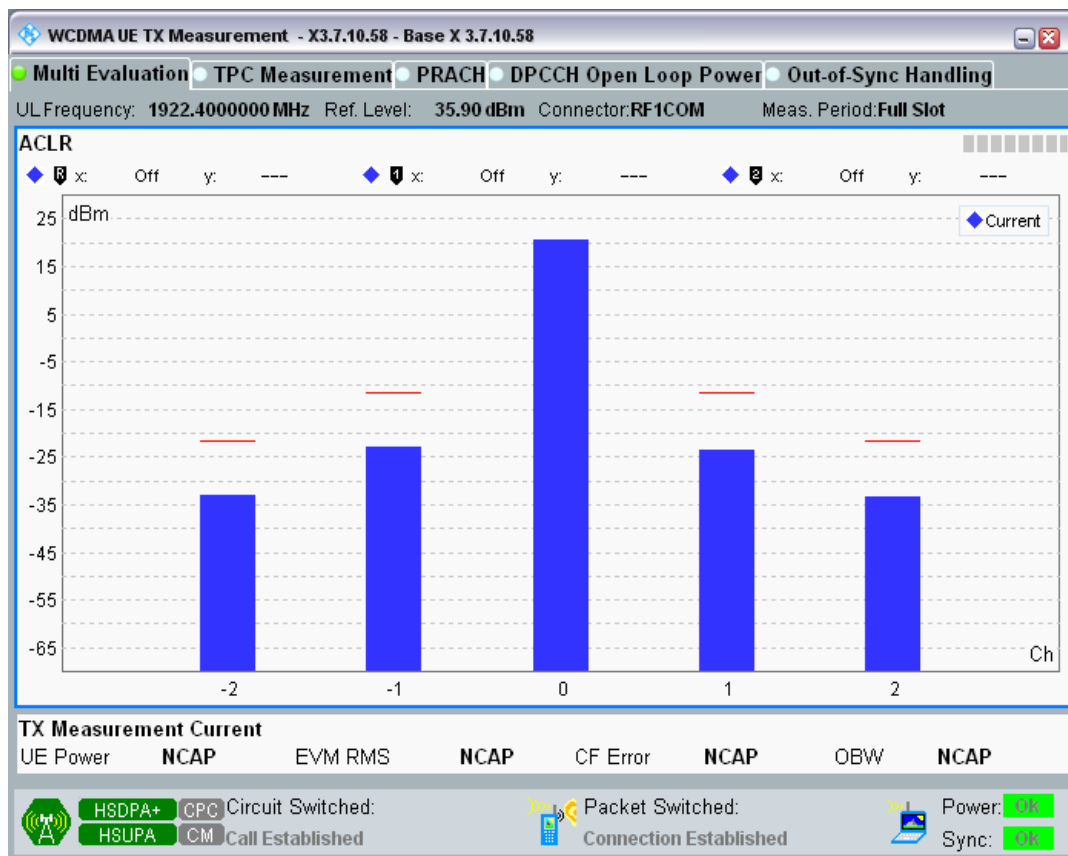 WCDMA UE TX Measurement - X3.7.10.58 - Base X 3.7.10.58
Multi Evaluation TPC Measurement PRACH DPCCH Open Loop Power Out-of-Sync Handling
UL Frequency: 1922.4000000 MHz Ref. Level: 35.90 dBm Connector:RF1COM Meas. Period:Full Slot
ACLR
R x: Off y: --- 1 x: Off y: --- 2 x: Off y: ---
dBm
Current
25
15
5
-5
-15
-25
-35
-45
-55
-65
Ch
-2 -1 0 1 2
TX Measurement Current
UE Power NCAP EVM RMS NCAP CF Error NCAP OBW NCAP
HSDPA+ CPC Circuit Switched: Packet Switched: Power: OK
HSUPA CM Call Established Connection Established Sync: OK